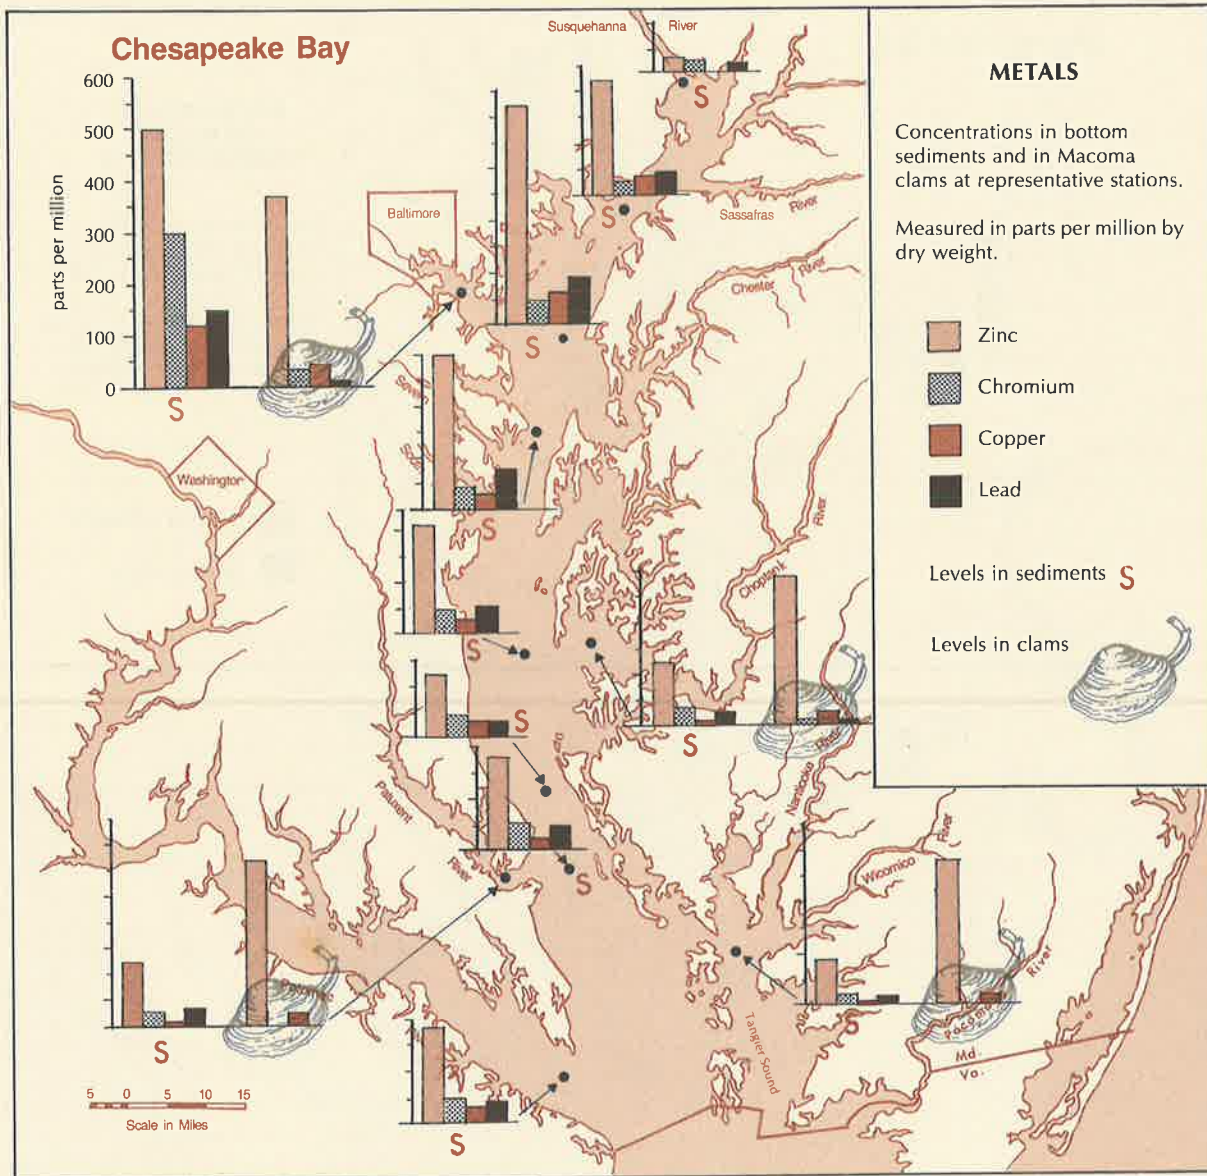 Chesapeake Bay
600
500
400
300
200
100
0
parts per million
S
Susquehanna River
S
S
Sassafras River
Baltimore
S
Chester River
Severn
S
Washington
S
Choptank River
S
S
S
Patuxent River
Nanticoke River
Wicomico River
S
Potomac
S
Pocomoke River
S
Tangier Sound
Md.
Va.
S
5 0 5 10 15
Scale in Miles
METALS
Concentrations in bottom
sediments and in Macoma
clams at representative stations.
Measured in parts per million by
dry weight.
Zinc
Chromium
Copper
Lead
Levels in sediments S
Levels in clams